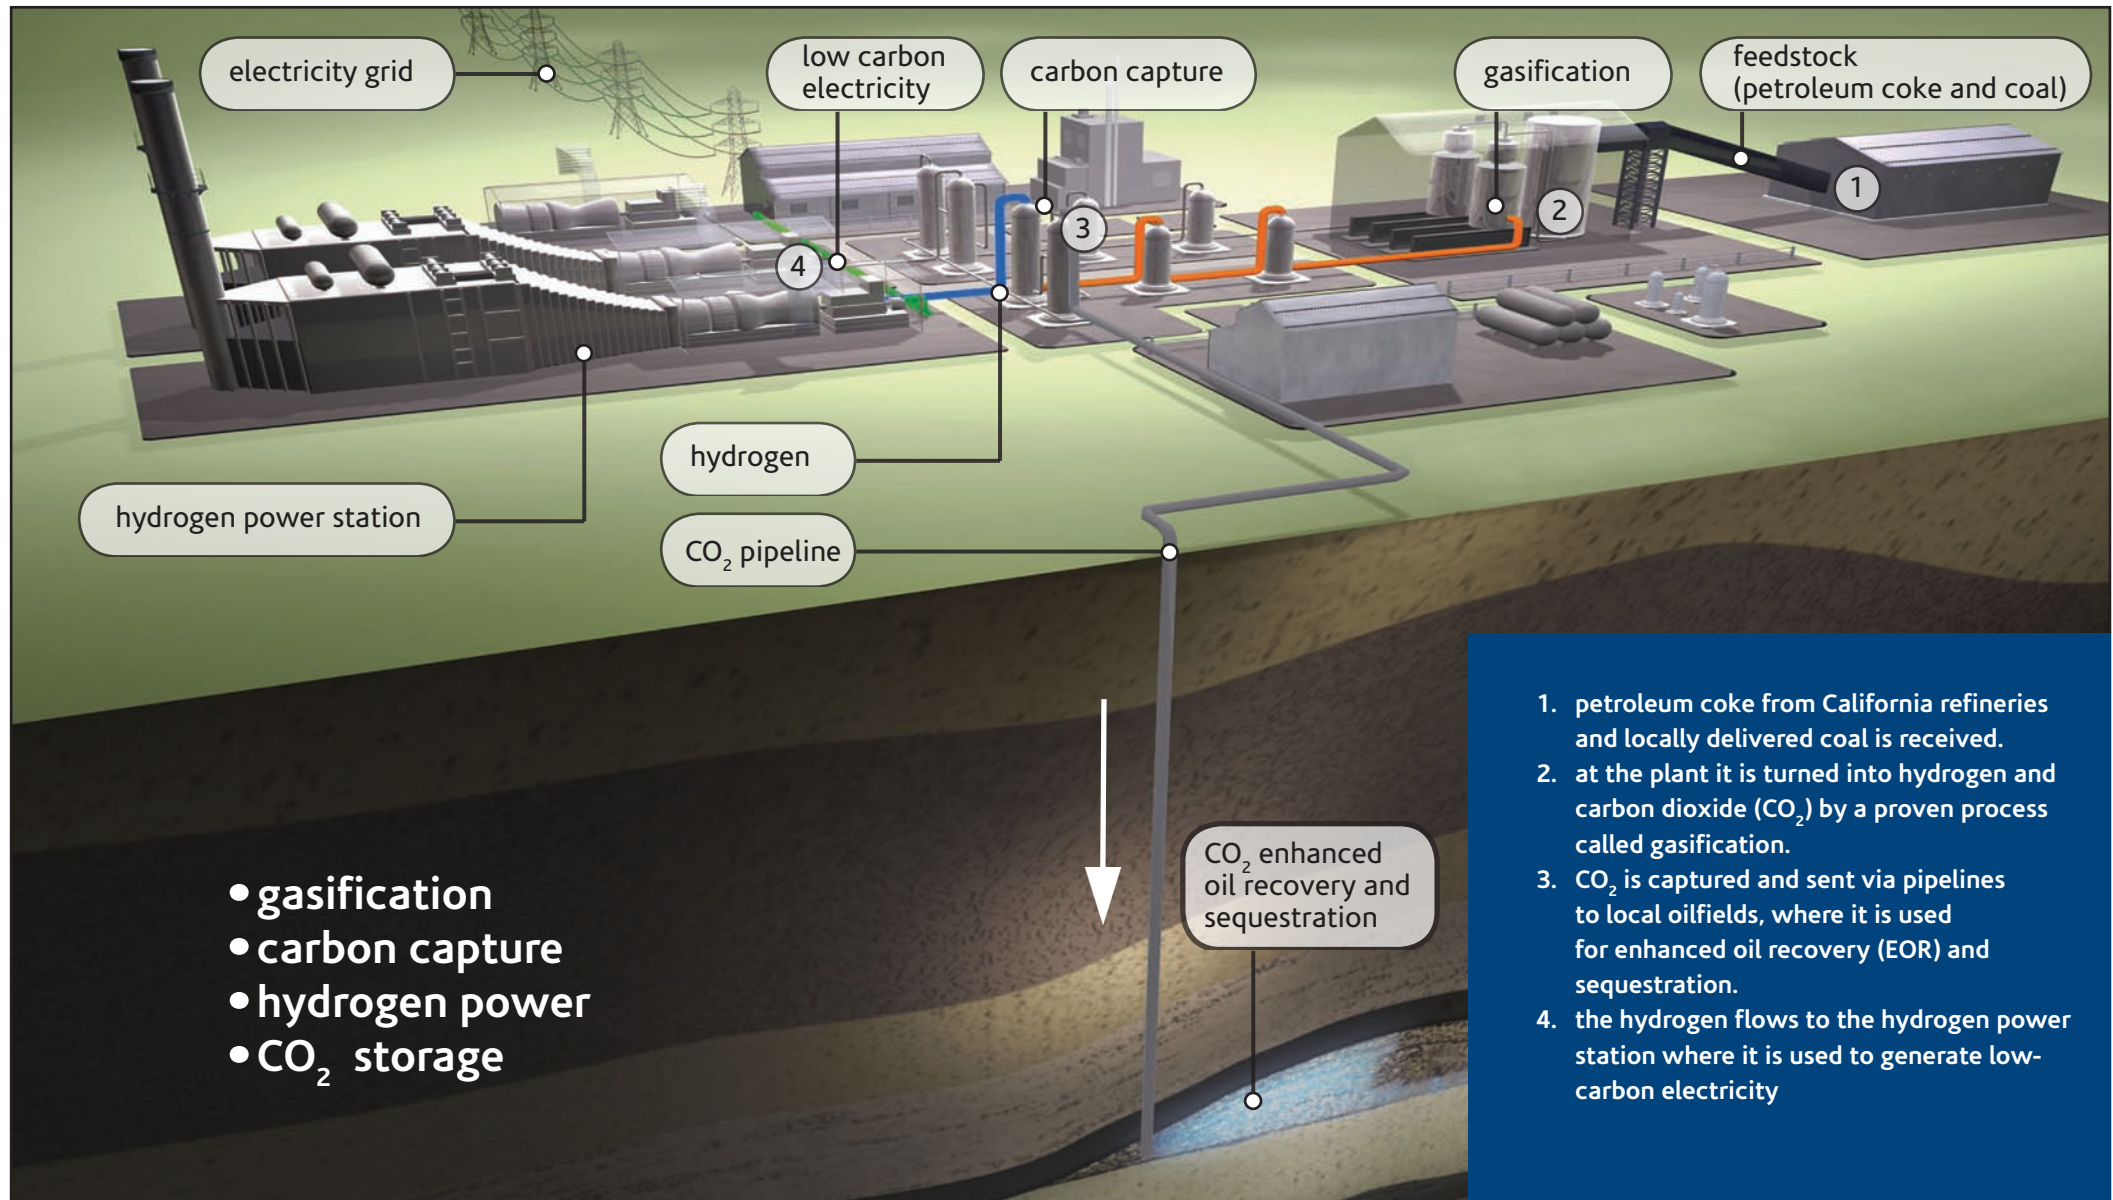 electricity grid
low carbon
electricity
carbon capture
gasification
feedstock
(petroleum coke and coal)
1
2
3
4
hydrogen
hydrogen power station
CO₂ pipeline
CO₂ enhanced
oil recovery and
sequestration
• gasification
• carbon capture
• hydrogen power
• CO₂ storage
1. petroleum coke from California refineries
and locally delivered coal is received.
2. at the plant it is turned into hydrogen and
carbon dioxide (CO₂) by a proven process
called gasification.
3. CO₂ is captured and sent via pipelines
to local oilfields, where it is used
for enhanced oil recovery (EOR) and
sequestration.
4. the hydrogen flows to the hydrogen power
station where it is used to generate low-
carbon electricity